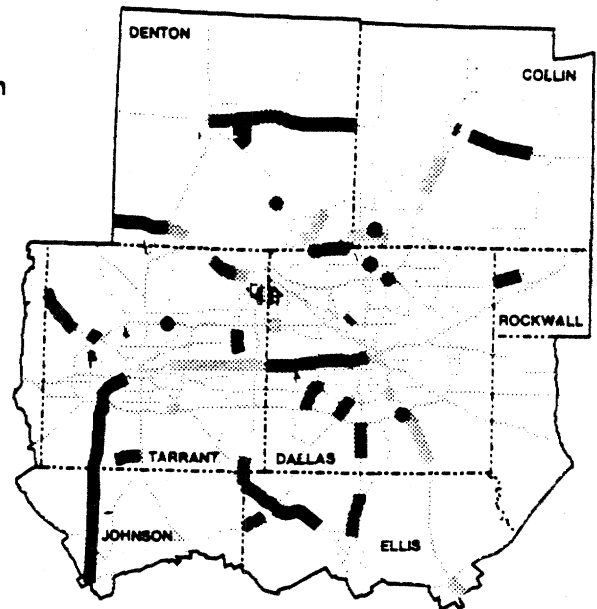 DENTON
COLLIN
n
ROCKWALL
TARRANT
DALLAS
JOHNSON
ELLIS